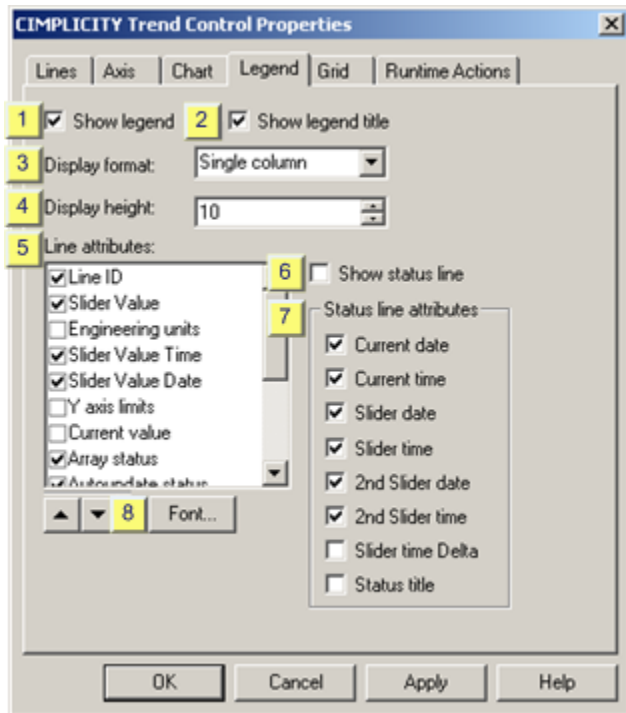 CIMPLICITY Trend Control Properties
Lines Axis Chart Legend Grid Runtime Actions
1 Show legend 2 Show legend title
3 Display format: Single column
4 Display height: 10
5 Line attributes:
Line ID
Slider Value
Engineering units
Slider Value Time
Slider Value Date
Y axis limits
Current value
Array status
Autoupdate status
6 Show status line
7 Status line attributes
Current date
Current time
Slider date
Slider time
2nd Slider date
2nd Slider time
Slider time Delta
Status title
8 Font...
OK Cancel Apply Help